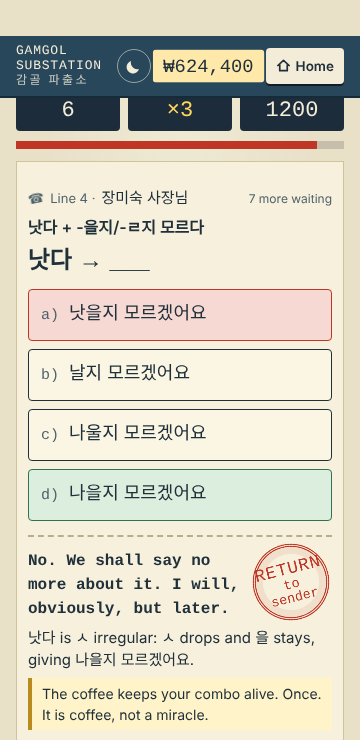 GAMGOL
SUBSTATION
감골 파출소
₩624,400
Home
6
×3
1200
☎ Line 4 · 장미숙 사장님
7 more waiting
낫다 + -을지/-ㄹ지 모르다
낫다 → ____
a) 낫을지 모르겠어요
b) 날지 모르겠어요
c) 나울지 모르겠어요
d) 나을지 모르겠어요
No. We shall say no
more about it. I will,
obviously, but later.
RETURN
to
sender
낫다 is ㅅ irregular: ㅅ drops and 을 stays,
giving 나을지 모르겠어요.
The coffee keeps your combo alive. Once.
It is coffee, not a miracle.